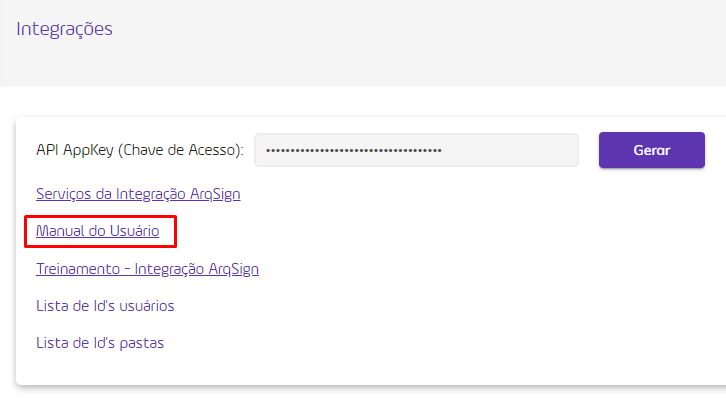 Integrações
API AppKey (Chave de Acesso): ••••••••••••••••••••••••••••••••••••
Gerar
Serviços da Integração ArqSign
Manual do Usuário
Treinamento - Integração ArqSign
Lista de Id's usuários
Lista de Id's pastas